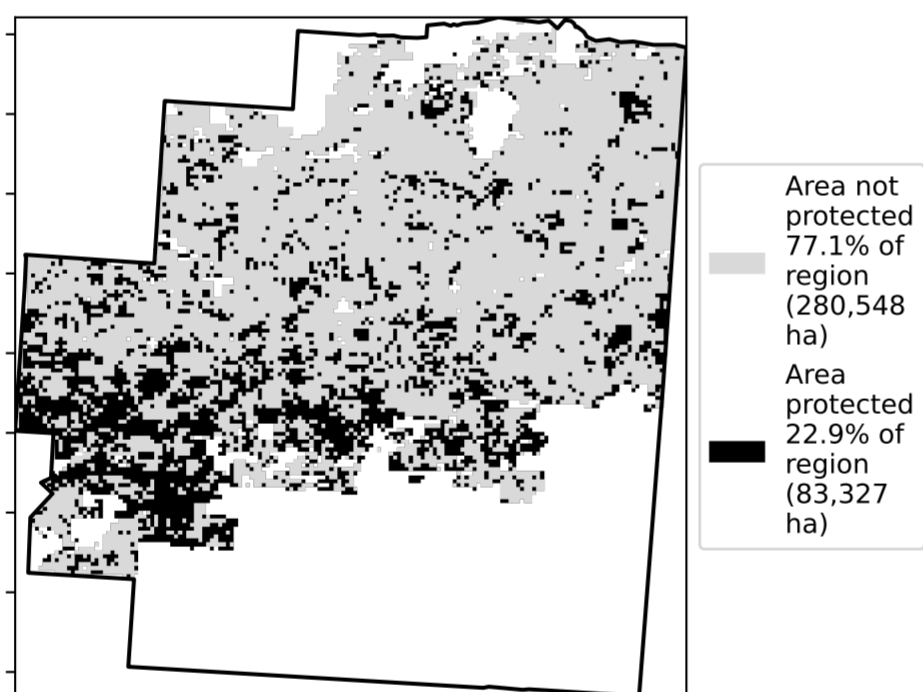 Area not
protected
77.1% of
region
(280,548
ha)
Area
protected
22.9% of
region
(83,327
ha)